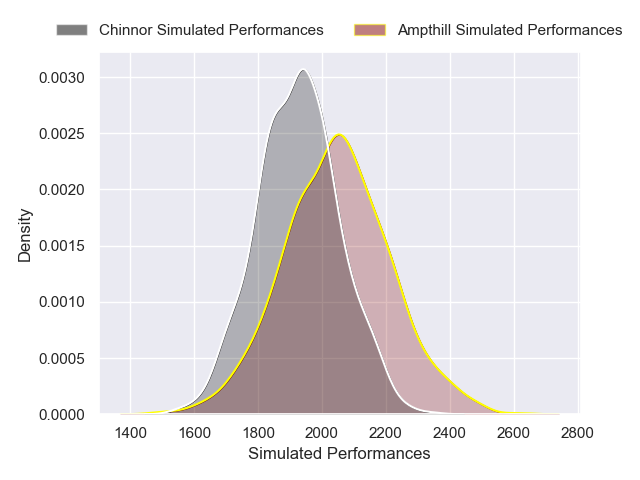 Chinnor Simulated Performances Ampthill Simulated Performances
0.0030
0.0025
0.0020
Density
0.0015
0.0010
0.0005
0.0000
1400 1600 1800 2000 2200 2400 2600 2800
Simulated Performances